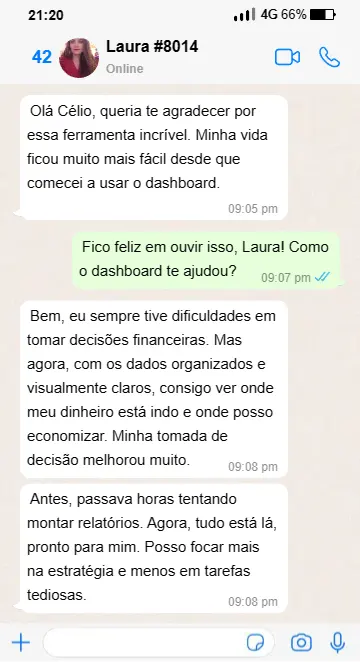 21:20
4G 66%
42
Laura #8014
Online
Olá Célio, queria te agradecer por
essa ferramenta incrível. Minha vida
ficou muito mais fácil desde que
comecei a usar o dashboard.
09:05 pm
Fico feliz em ouvir isso, Laura! Como
o dashboard te ajudou?
09:07 pm
Bem, eu sempre tive dificuldades em
tomar decisões financeiras. Mas
agora, com os dados organizados e
visualmente claros, consigo ver onde
meu dinheiro está indo e onde posso
economizar. Minha tomada de
decisão melhorou muito.
09:08 pm
Antes, passava horas tentando
montar relatórios. Agora, tudo está lá,
pronto para mim. Posso focar mais
na estratégia e menos em tarefas
tediosas.
09:08 pm